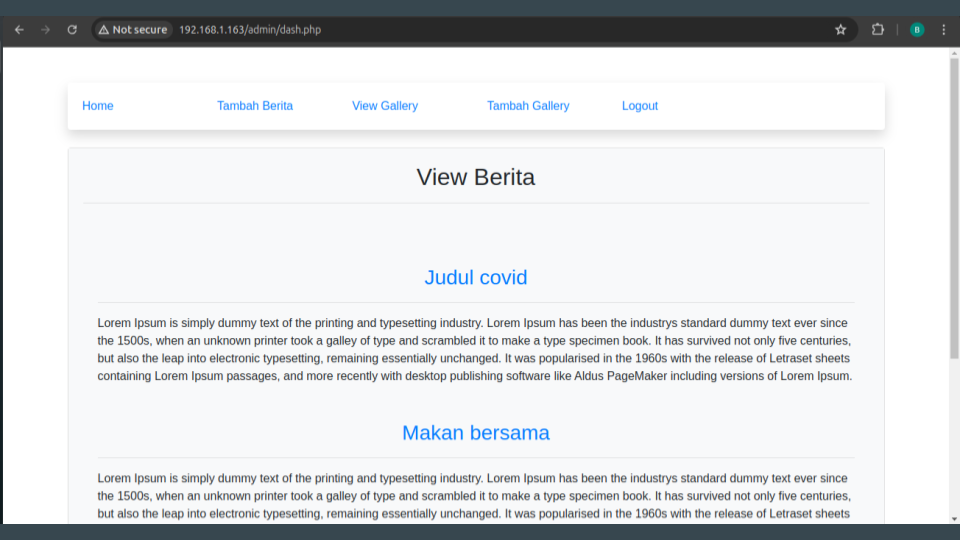 Not secure 192.168.1.163/admin/dash.php B
Home Tambah Berita View Gallery Tambah Gallery Logout
View Berita
Judul covid
Lorem Ipsum is simply dummy text of the printing and typesetting industry. Lorem Ipsum has been the industrys standard dummy text ever since
the 1500s, when an unknown printer took a galley of type and scrambled it to make a type specimen book. It has survived not only five centuries,
but also the leap into electronic typesetting, remaining essentially unchanged. It was popularised in the 1960s with the release of Letraset sheets
containing Lorem Ipsum passages, and more recently with desktop publishing software like Aldus PageMaker including versions of Lorem Ipsum.
Makan bersama
Lorem Ipsum is simply dummy text of the printing and typesetting industry. Lorem Ipsum has been the industrys standard dummy text ever since
the 1500s, when an unknown printer took a galley of type and scrambled it to make a type specimen book. It has survived not only five centuries,
but also the leap into electronic typesetting, remaining essentially unchanged. It was popularised in the 1960s with the release of Letraset sheets